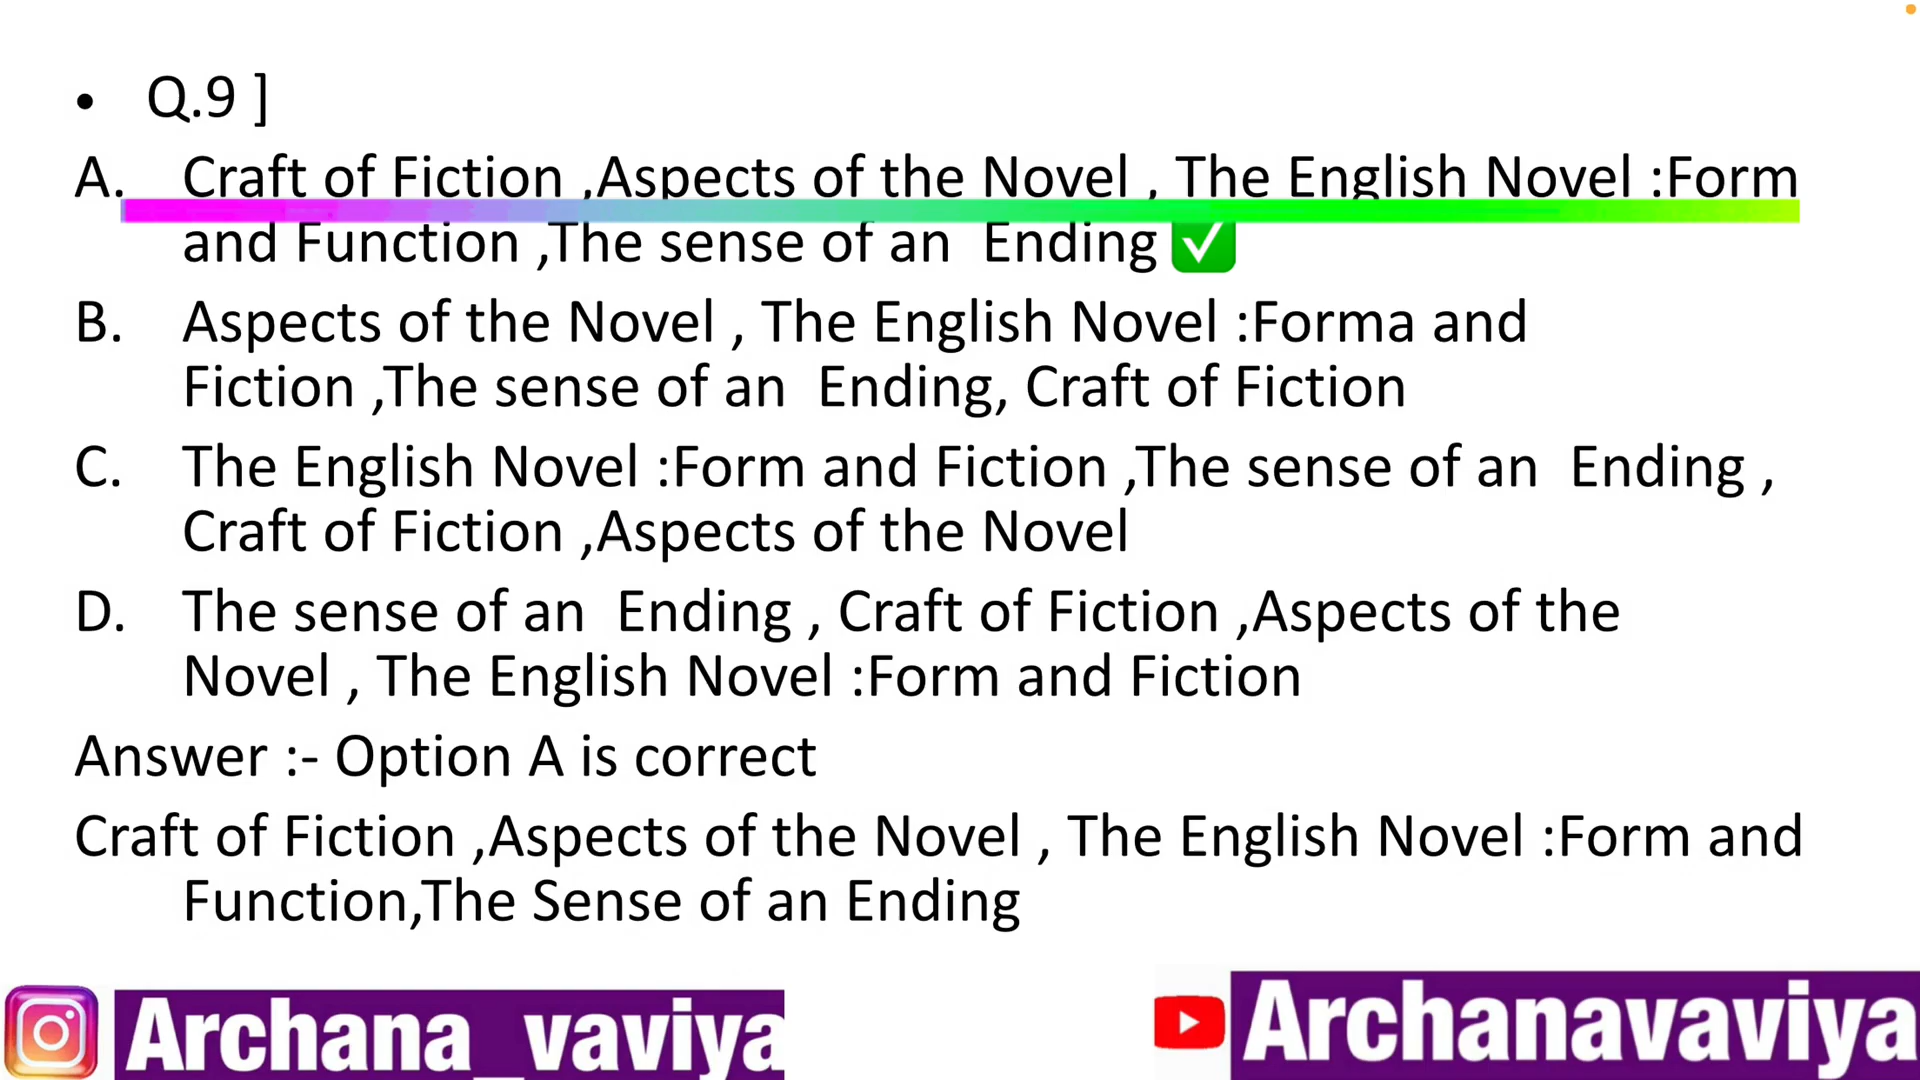 • Q.9 ]
A. Craft of Fiction ,Aspects of the Novel , The English Novel :Form
and Function ,The sense of an Ending ✅
B. Aspects of the Novel , The English Novel :Forma and
Fiction ,The sense of an Ending, Craft of Fiction
C. The English Novel :Form and Fiction ,The sense of an Ending ,
Craft of Fiction ,Aspects of the Novel
D. The sense of an Ending , Craft of Fiction ,Aspects of the
Novel , The English Novel :Form and Fiction
Answer :- Option A is correct
Craft of Fiction ,Aspects of the Novel , The English Novel :Form and
Function,The Sense of an Ending
Archana_vaviya
Archanavaviya